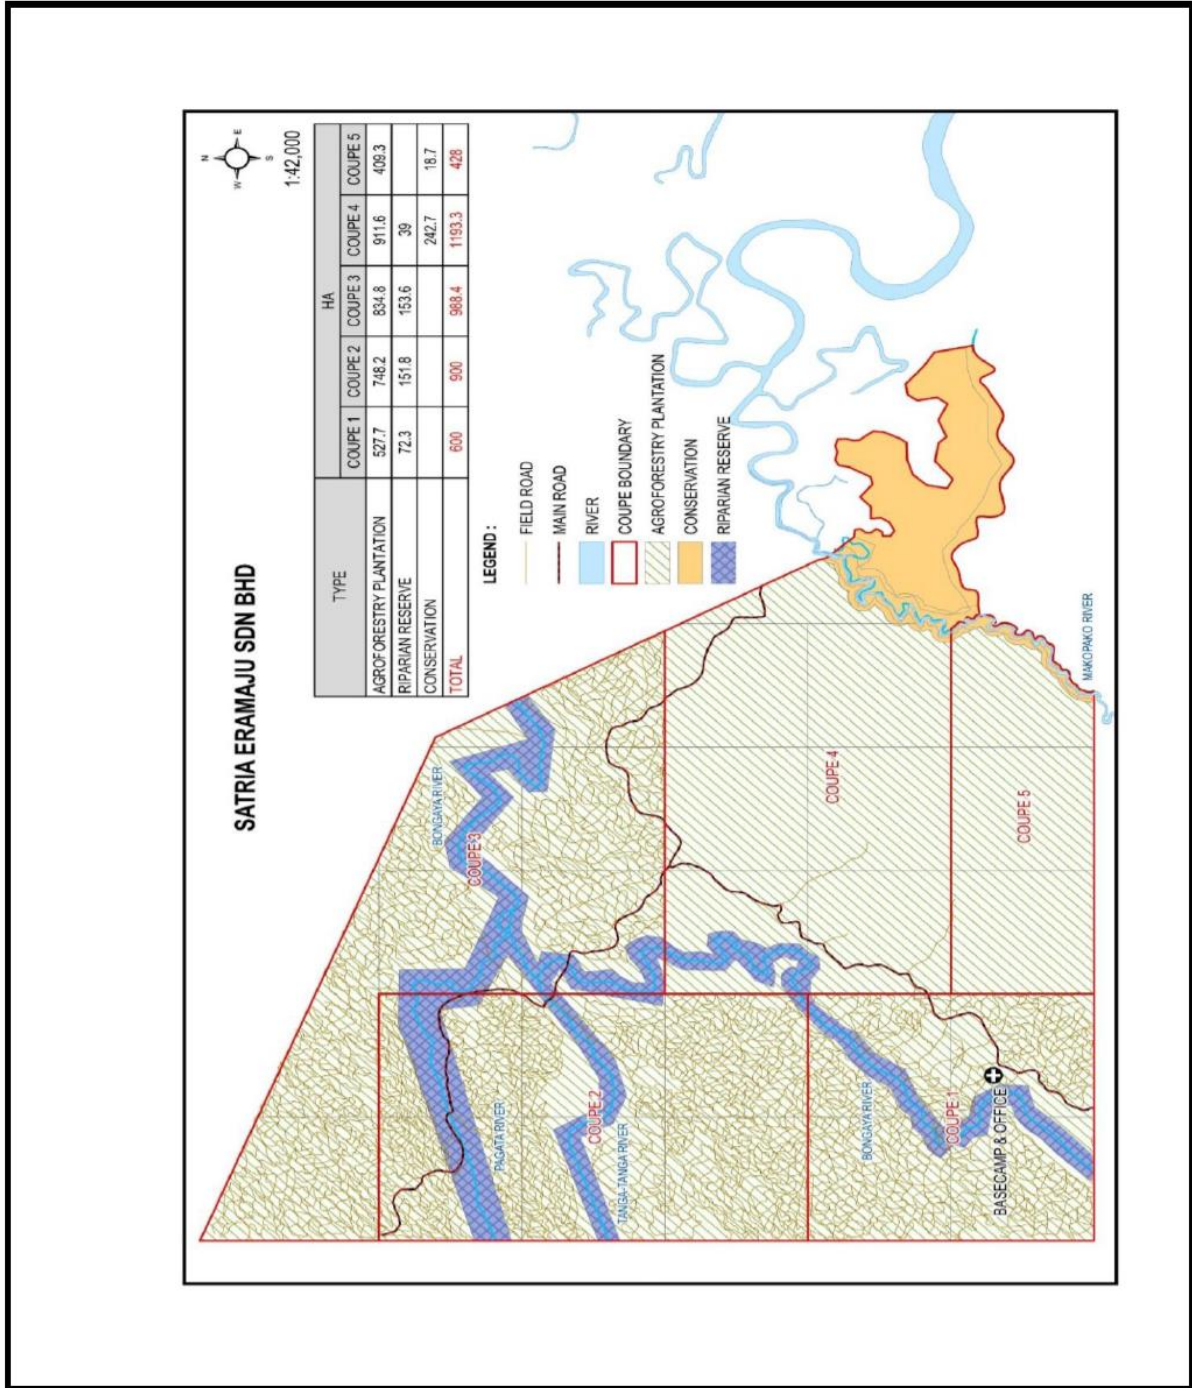 SATRIA ERAMAJU SDN BHD
N
W E
S
1:42,000
TYPE HA
COUPE 1 COUPE 2 COUPE 3 COUPE 4 COUPE 5
AGROFORESTRY PLANTATION 527.7 748.2 834.8 911.6 409.3
RIPARIAN RESERVE 72.3 151.8 153.6 39
CONSERVATION 242.7 18.7
TOTAL 600 900 988.4 1193.3 428
LEGEND :
FIELD ROAD
MAIN ROAD
RIVER
COUPE BOUNDARY
AGROFORESTRY PLANTATION
CONSERVATION
RIPARIAN RESERVE
BONGAYA RIVER
COUPE 3
PAGATA RIVER
COUPE 2
TANGA-TANGA RIVER
COUPE 4
BONGAYA RIVER
COUPE 1
BASECAMP & OFFICE
COUPE 5
MAKOPAKO RIVER